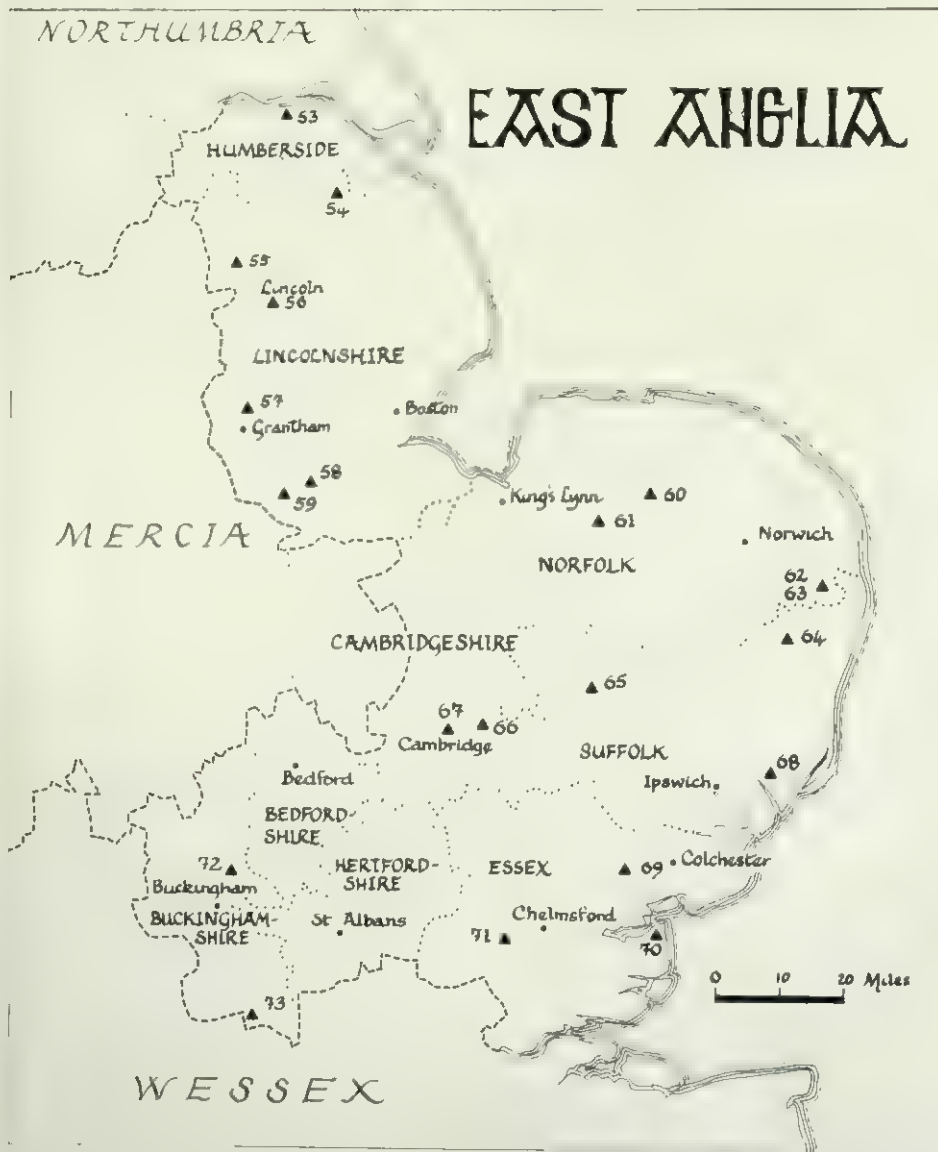 NORTHUMBRIA
EAST ANGLIA
53
HUMBERSIDE
54
55
Lincoln
56
LINCOLNSHIRE
57
Boston
Grantham
58
59
King's Lynn
60
61
MERCIA
Norwich
NORFOLK
62
63
64
CAMBRIDGESHIRE
65
67
66
Cambridge
SUFFOLK
68
Bedford
Ipswich
BEDFORD-
SHIRE
72
HERTFORD-
SHIRE
ESSEX
69
Colchester
Buckingham
BUCKINGHAM-
SHIRE
St Albans
Chelmsford
71
70
0 10 20 Miles
73
WESSEX